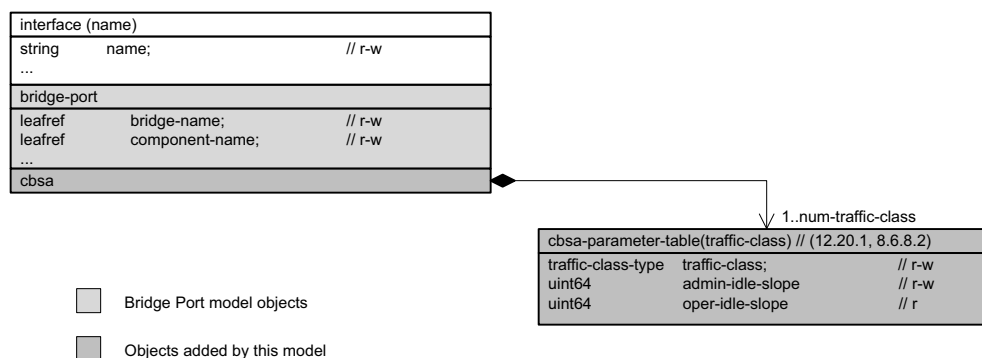 interface (name)
string name; // r-w
...
bridge-port
leafref bridge-name; // r-w
leafref component-name; // r-w
...
cbsa
1..num-traffic-class
cbsa-parameter-table(traffic-class) // (12.20.1, 8.6.8.2)
traffic-class-type traffic-class; // r-w
uint64 admin-idle-slope // r-w
uint64 oper-idle-slope // r
Bridge Port model objects
Objects added by this model